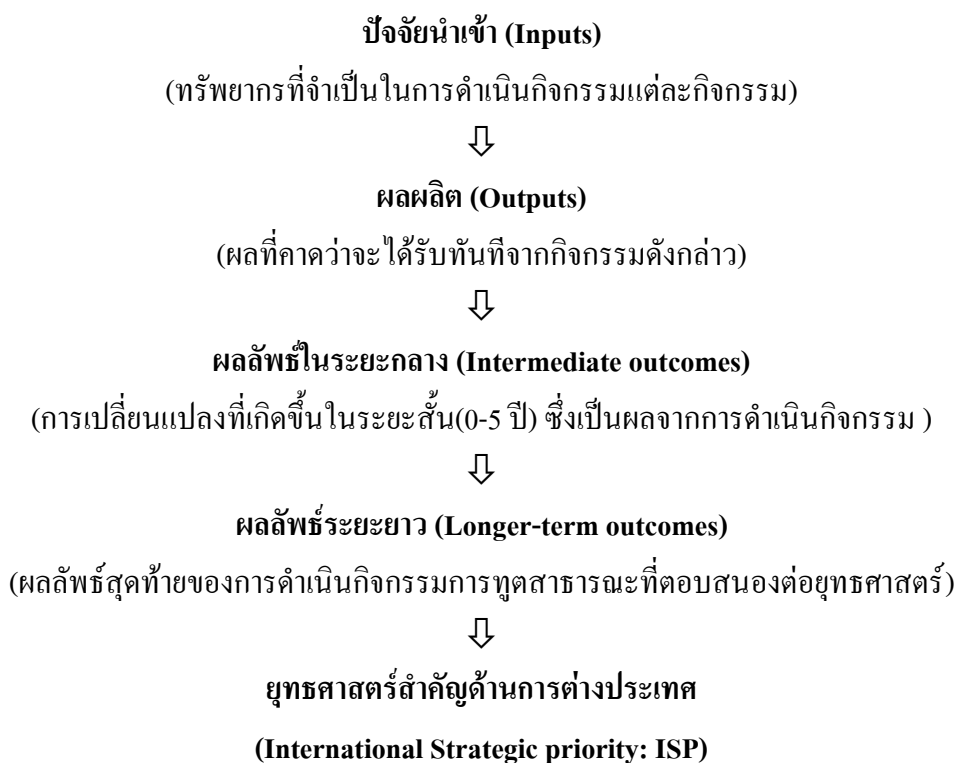 ปัจจัยนำเข้า (Inputs)
(ทรัพยากรที่จำเป็นในการดำเนินกิจกรรมแต่ละกิจกรรม)
⇩
ผลผลิต (Outputs)
(ผลที่คาดว่าจะได้รับทันทีจากกิจกรรมดังกล่าว)
⇩
ผลลัพธ์ในระยะกลาง (Intermediate outcomes)
(การเปลี่ยนแปลงที่เกิดขึ้นในระยะสั้น(0-5 ปี) ซึ่งเป็นผลจากการดำเนินกิจกรรม )
⇩
ผลลัพธ์ระยะยาว (Longer-term outcomes)
(ผลลัพธ์สุดท้ายของการดำเนินกิจกรรมการทูตสาธารณะที่ตอบสนองต่อยุทธศาสตร์)
⇩
ยุทธศาสตร์สำคัญด้านการต่างประเทศ
(International Strategic priority: ISP)